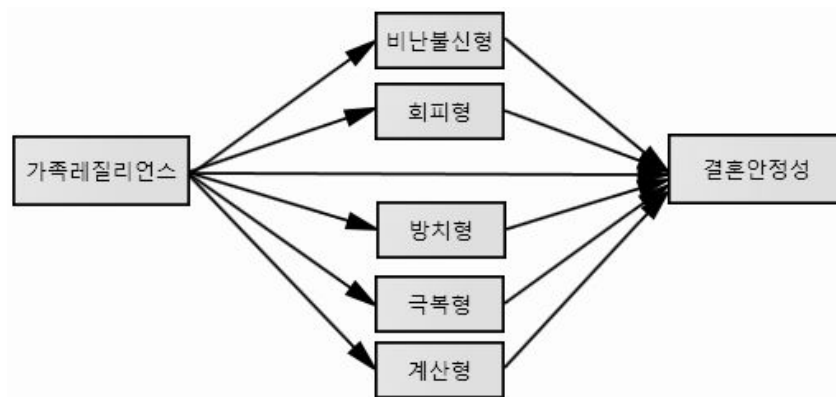 비난불신형
회피형
가족레질리언스
결혼안정성
방치형
극복형
계산형